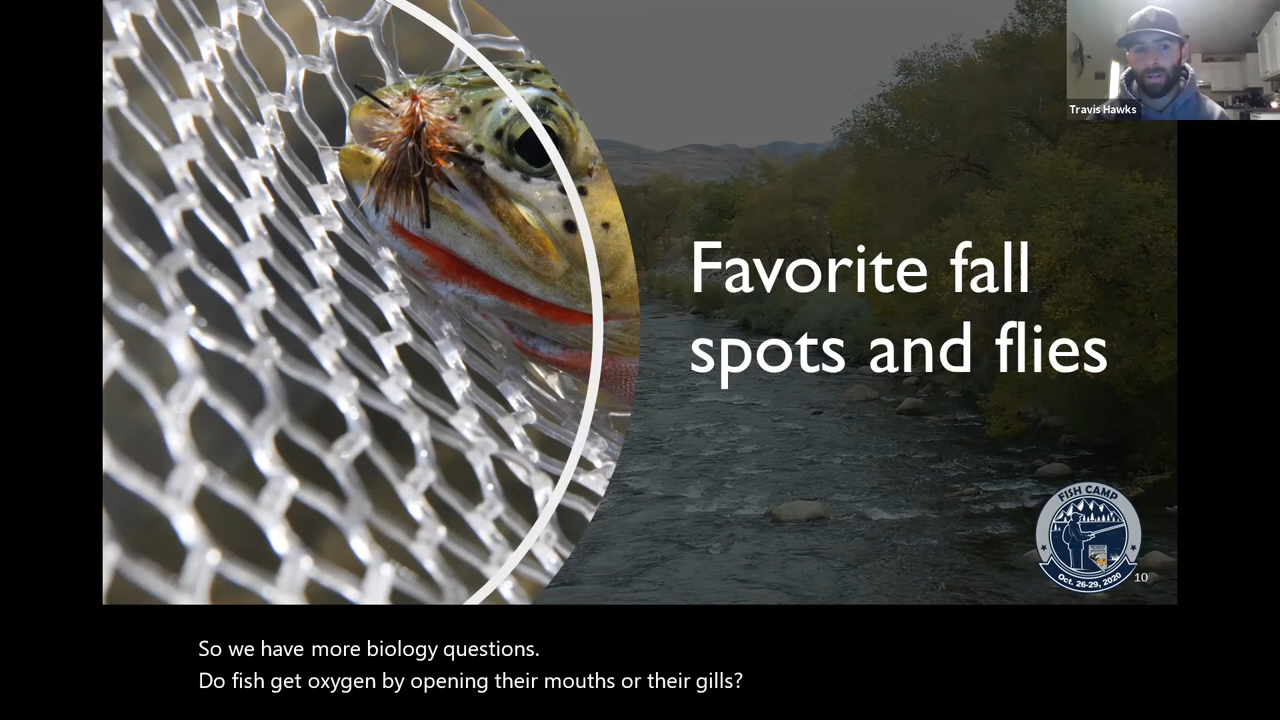 Travis Hawks
Favorite fall
spots and flies
FISH CAMP
Oct. 26-29, 2020
10
So we have more biology questions.
Do fish get oxygen by opening their mouths or their gills?